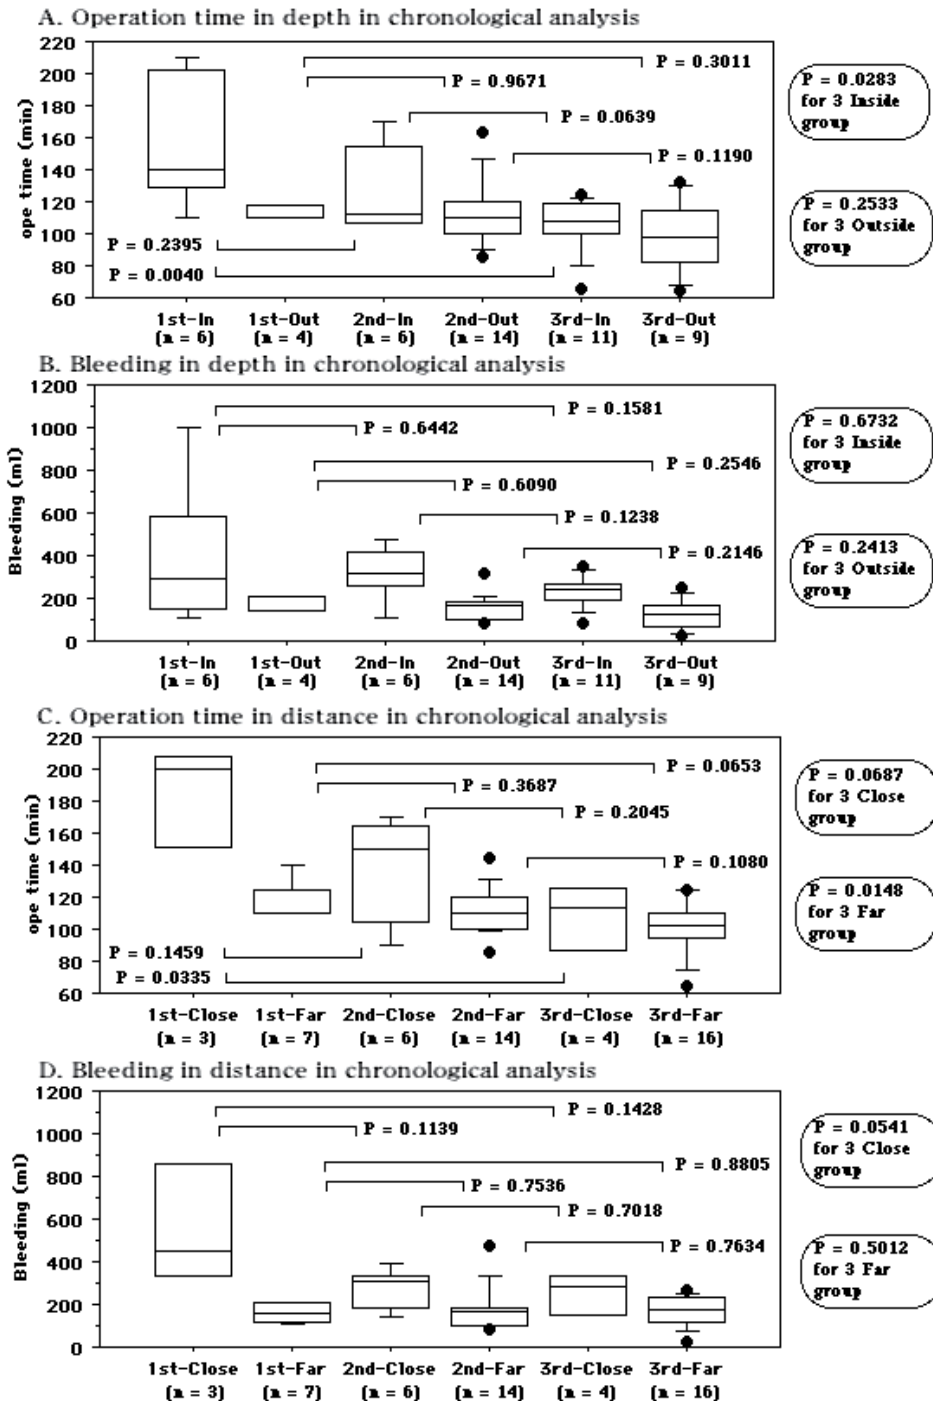 A. Operation time in depth in chronological analysis
220
200
180
160
140
120
100
80
60
ope time (min)
P = 0.3011
P = 0.9671
P = 0.0639
P = 0.1190
P = 0.2395
P = 0.0040
P = 0.0283
for 3 Inside
group
P = 0.2533
for 3 Outside
group
1st-In 1st-Out 2nd-In 2nd-Out 3rd-In 3rd-Out
(n = 6) (n = 4) (n = 6) (n = 14) (n = 11) (n = 9)
B. Bleeding in depth in chronological analysis
1200
1000
800
600
400
200
0
Bleeding (ml)
P = 0.1581
P = 0.6442
P = 0.2546
P = 0.6090
P = 0.1238
P = 0.2146
P = 0.6732
for 3 Inside
group
P = 0.2413
for 3 Outside
group
1st-In 1st-Out 2nd-In 2nd-Out 3rd-In 3rd-Out
(n = 6) (n = 4) (n = 6) (n = 14) (n = 11) (n = 9)
C. Operation time in distance in chronological analysis
220
200
180
160
140
120
100
80
60
ope time (min)
P = 0.0653
P = 0.3687
P = 0.2045
P = 0.1080
P = 0.1459
P = 0.0335
P = 0.0687
for 3 Close
group
P = 0.0148
for 3 Far
group
1st-Close 1st-Far 2nd-Close 2nd-Far 3rd-Close 3rd-Far
(n = 3) (n = 7) (n = 6) (n = 14) (n = 4) (n = 16)
D. Bleeding in distance in chronological analysis
1200
1000
800
600
400
200
0
Bleeding (ml)
P = 0.1428
P = 0.1139
P = 0.8805
P = 0.7536
P = 0.7018
P = 0.7634
P = 0.0541
for 3 Close
group
P = 0.5012
for 3 Far
group
1st-Close 1st-Far 2nd-Close 2nd-Far 3rd-Close 3rd-Far
(n = 3) (n = 7) (n = 6) (n = 14) (n = 4) (n = 16)